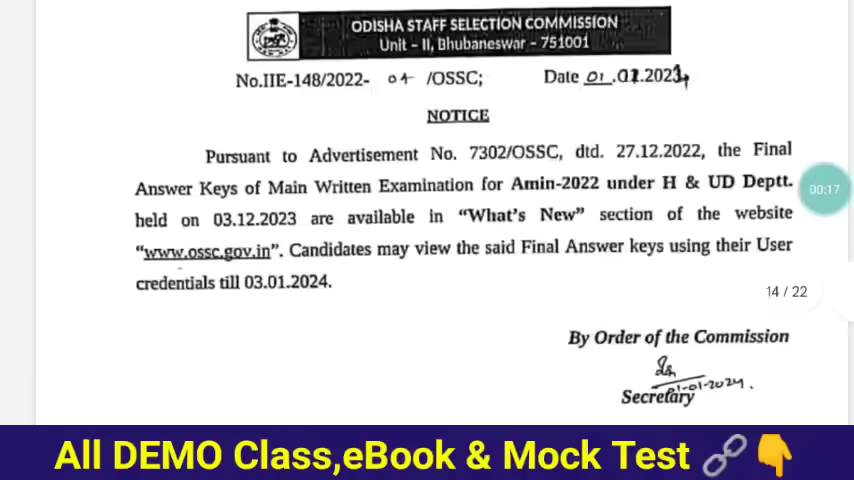 ODISHA STAFF SELECTION COMMISSION
Unit – II, Bhubaneswar – 751001
No.IIE-148/2022- 04 /OSSC;
Date 01.01.2024
NOTICE
Pursuant to Advertisement No. 7302/OSSC, dtd. 27.12.2022, the Final
Answer Keys of Main Written Examination for Amin-2022 under H & UD Deptt.
held on 03.12.2023 are available in “What’s New” section of the website
“www.ossc.gov.in”. Candidates may view the said Final Answer keys using their User
credentials till 03.01.2024.
00:17
14 / 22
By Order of the Commission
01-01-2024.
Secretary
All DEMO Class,eBook & Mock Test 🔗👇